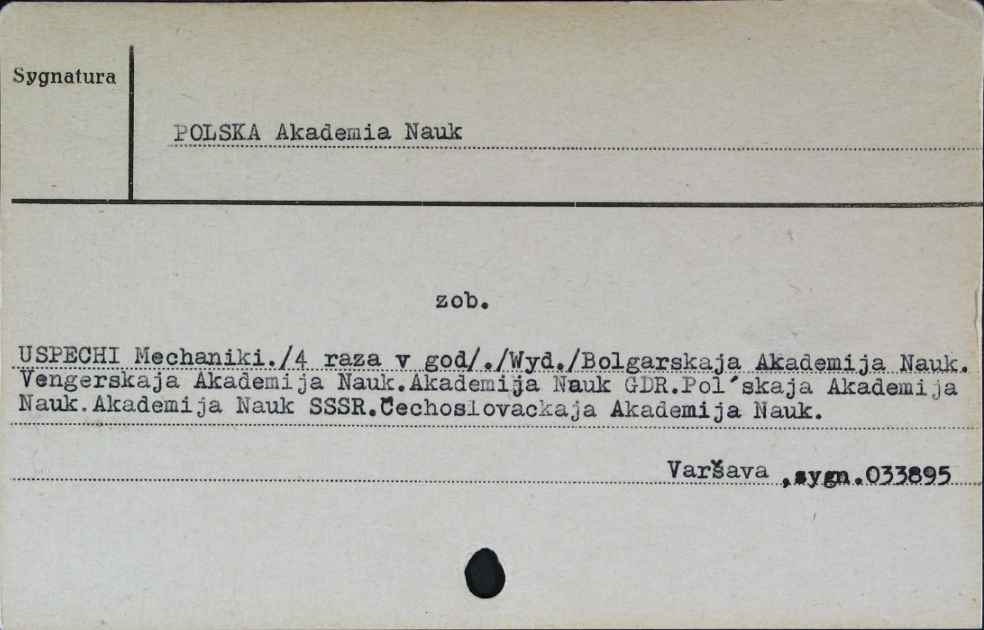 Sygnatura
POLSKA Akademia Nauk
zob.
USPECHI Mechaniki./4 raza v god/./Wyd./Bolgarskaja Akademija Nauk.
Vengerskaja Akademija Nauk.Akademija Nauk GDR.Pol´skaja Akademija
Nauk.Akademija Nauk SSSR.Čechoslovackaja Akademija Nauk.
Varšava ,sygn.033895